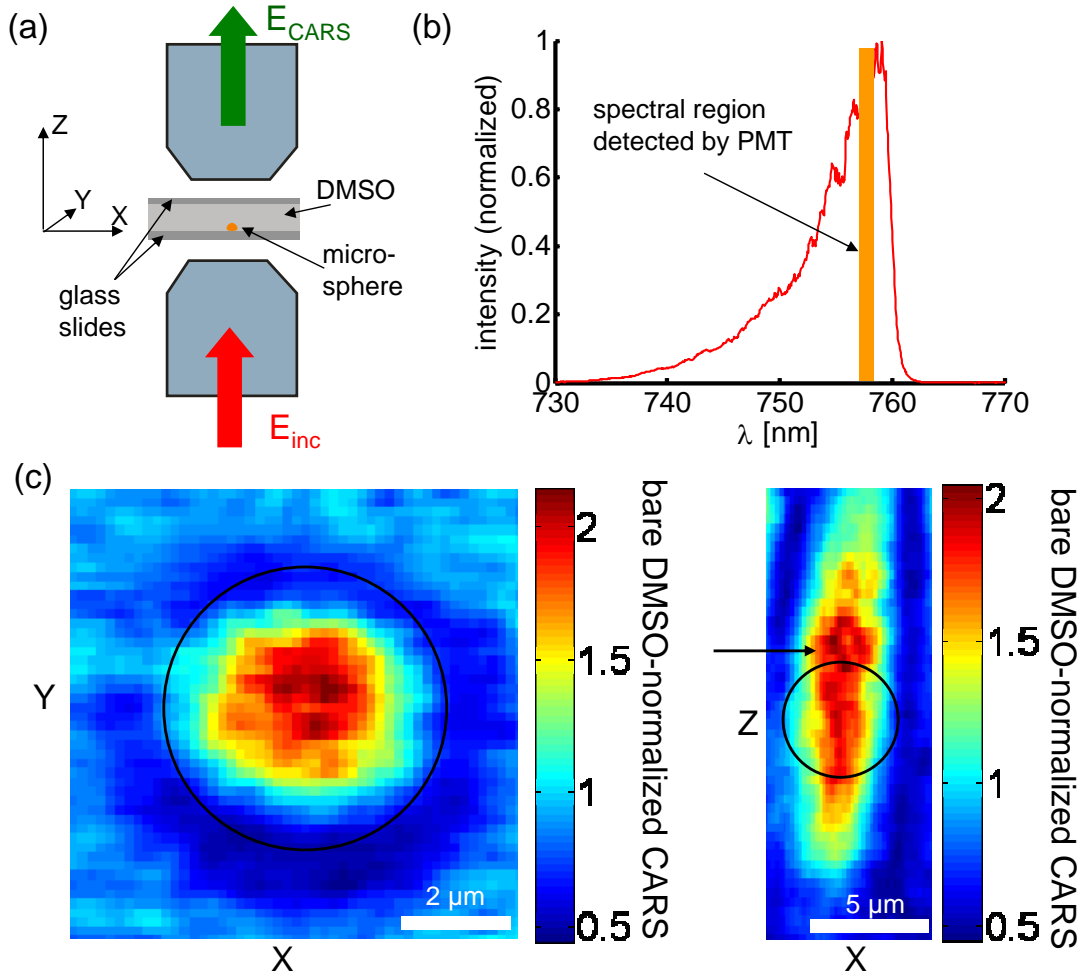 (a)
E_CARS
Z
Y
X
DMSO
micro-
sphere
glass
slides
E_inc
(b)
intensity (normalized)
1
0.8
0.6
0.4
0.2
0
spectral region
detected by PMT
730
740
750
760
770
λ [nm]
(c)
Y
X
2 μm
2
1.5
1
0.5
bare DMSO-normalized CARS
Z
X
5 μm
2
1.5
1
0.5
bare DMSO-normalized CARS